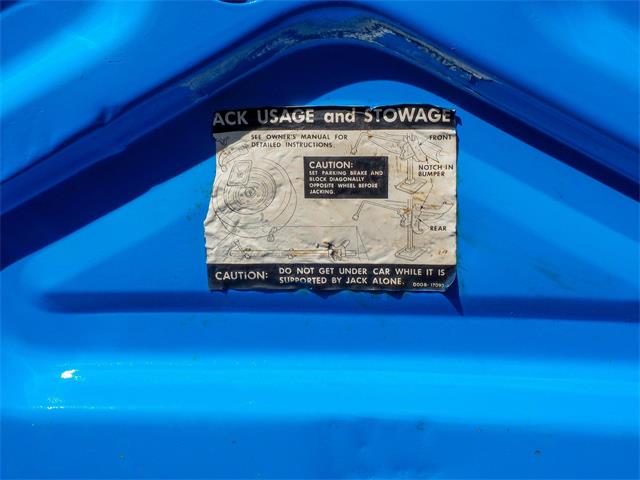 ACK USAGE and STOWAGE
SEE OWNER'S MANUAL FOR
DETAILED INSTRUCTIONS.
FRONT
CAUTION:
SET PARKING BRAKE AND
BLOCK DIAGONALLY
OPPOSITE WHEEL BEFORE
JACKING.
NOTCH IN
BUMPER
REAR
CAUTION: DO NOT GET UNDER CAR WHILE IT IS
SUPPORTED BY JACK ALONE.